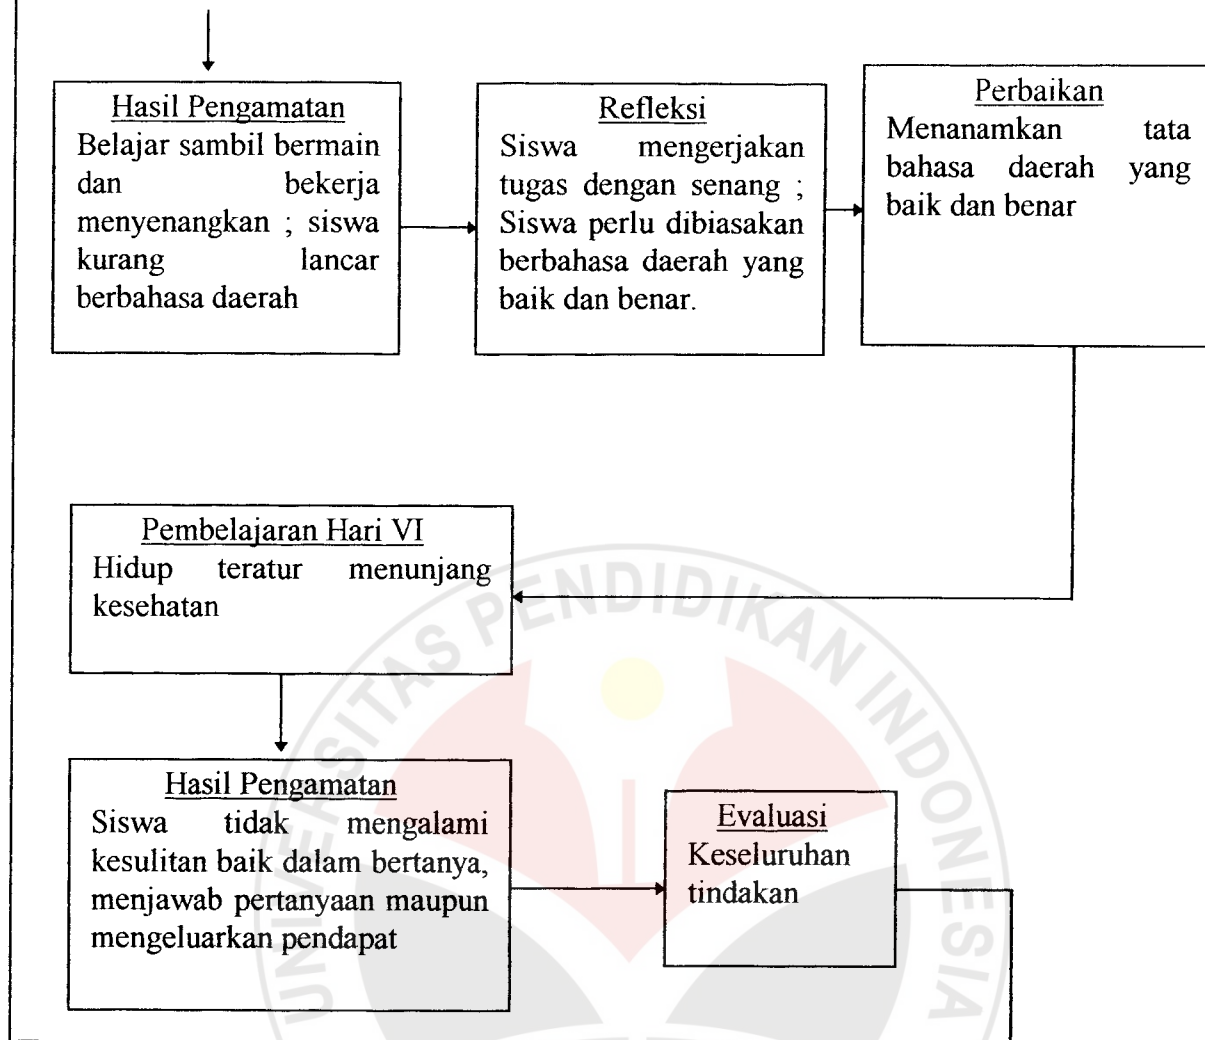 Hasil Pengamatan
Belajar sambil bermain
dan bekerja
menyenangkan ; siswa
kurang lancar
berbahasa daerah
Refleksi
Siswa mengerjakan
tugas dengan senang ;
Siswa perlu dibiasakan
berbahasa daerah yang
baik dan benar.
Perbaikan
Menanamkan tata
bahasa daerah yang
baik dan benar
Pembelajaran Hari VI
Hidup teratur menunjang
kesehatan
Hasil Pengamatan
Siswa tidak mengalami
kesulitan baik dalam bertanya,
menjawab pertanyaan maupun
mengeluarkan pendapat
Evaluasi
Keseluruhan
tindakan
UNIVERSITAS PENDIDIKAN INDONESIA